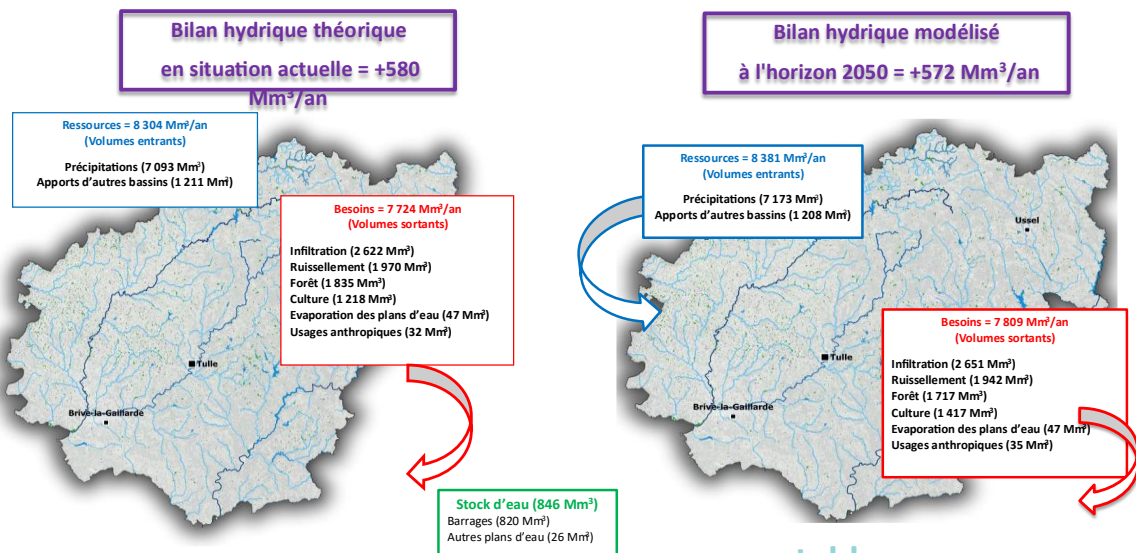 Bilan hydrique théorique
en situation actuelle = +580
Mm³/an
Ressources = 8 304 Mm³/an
(Volumes entrants)
Précipitations (7 093 Mm³)
Apports d'autres bassins (1 211 Mm³)
Besoins = 7 724 Mm³/an
(Volumes sortants)
Infiltration (2 622 Mm³)
Ruissellement (1 970 Mm³)
Forêt (1 835 Mm³)
Culture (1 218 Mm³)
Evaporation des plans d'eau (47 Mm³)
Usages anthropiques (32 Mm³)
Tulle
Brive-la-Gaillarde
Stock d'eau (846 Mm³)
Barrages (820 Mm³)
Autres plans d'eau (26 Mm³)
Bilan hydrique modélisé
à l'horizon 2050 = +572 Mm³/an
Ressources = 8 381 Mm³/an
(Volumes entrants)
Précipitations (7 173 Mm³)
Apports d'autres bassins (1 208 Mm³)
Ussel
Besoins = 7 809 Mm³/an
(Volumes sortants)
Infiltration (2 651 Mm³)
Ruissellement (1 942 Mm³)
Forêt (1 717 Mm³)
Culture (1 417 Mm³)
Evaporation des plans d'eau (47 Mm³)
Usages anthropiques (35 Mm³)
Tulle
Brive-la-Gaillarde